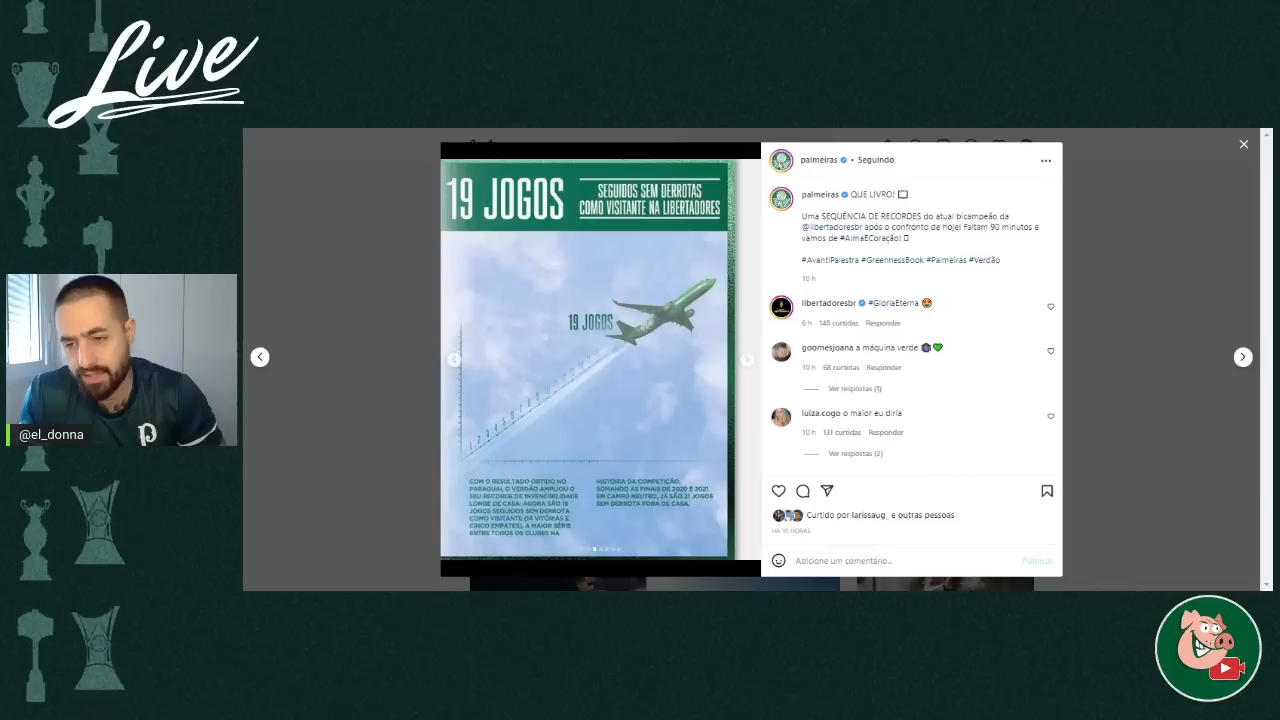 Live
19 JOGOS
SEGUIDOS SEM DERROTAS
COMO VISITANTE NA LIBERTADORES
19 JOGOS
COM O RESULTADO OBTIDO NO
PARAGUAI, O VERDÃO AMPLIOU O
SEU RECORDE DE INVENCIBILIDADE
LONGE DE CASA: AGORA SÃO 19
JOGOS SEGUIDOS SEM DERROTA
COMO VISITANTE (14 VITÓRIAS E
CINCO EMPATES), A MAIOR SÉRIE
ENTRE TODOS OS CLUBES NA
HISTÓRIA DA COMPETIÇÃO.
SOMANDO AS FINAIS DE 2020 E 2021
EM CAMPO NEUTRO, JÁ SÃO 21 JOGOS
SEM DERROTA FORA DE CASA.
palmeiras • Seguindo
palmeiras QUE LIVRO!
Uma SEQUÊNCIA DE RECORDES do atual bicampeão da
@libertadoresbr após o confronto de hoje! Faltam 90 minutos e
vamos de #AlmaECoração!
#AvantiPalestra #GreennessBook #Palmeiras #Verdão
10 h
libertadoresbr #GloriaEterna
6 h 148 curtidas Responder
goomesjoana a máquina verde
10 h 68 curtidas Responder
Ver respostas (1)
luiza.cogo o maior eu diria
10 h 131 curtidas Responder
Ver respostas (2)
Curtido por larissaug_ e outras pessoas
HÁ 10 HORAS
Adicione um comentário...
Publicar
@el_donna